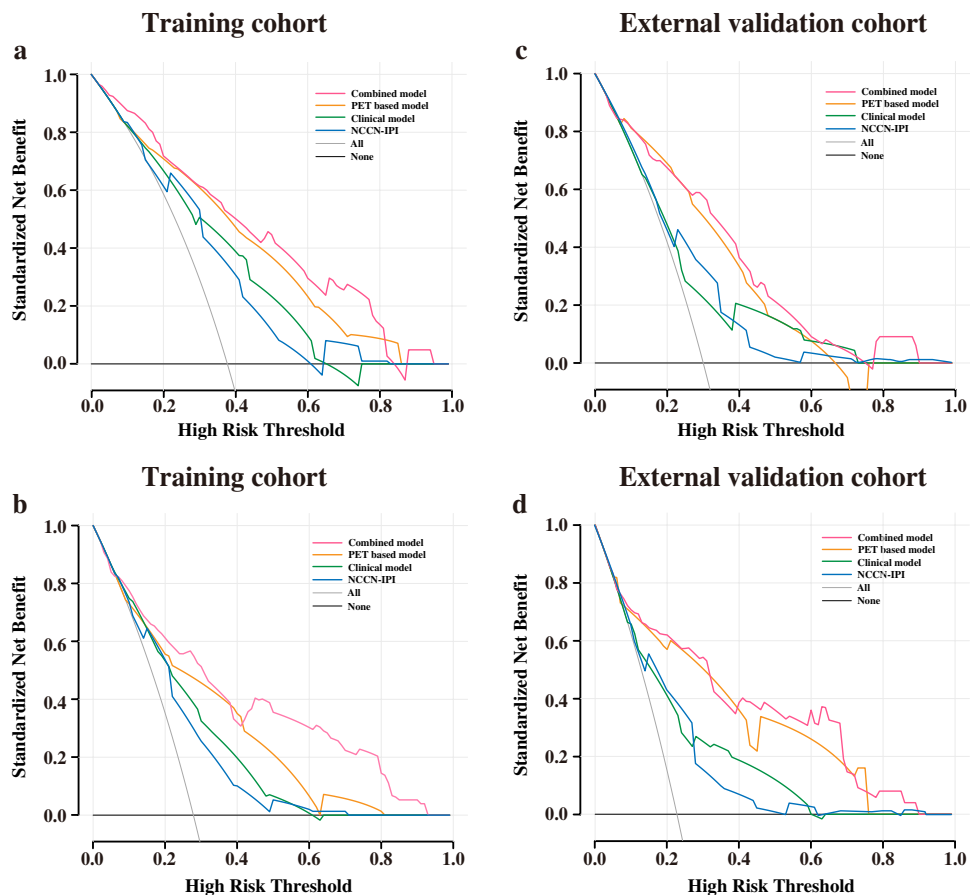 Training cohort
External validation cohort
a
c
Combined model
PET based model
Clinical model
NCCN-IPI
All
None
Combined model
PET based model
Clinical model
NCCN-IPI
All
None
Standardized Net Benefit
1.0
0.8
0.6
0.4
0.2
0.0
Standardized Net Benefit
1.0
0.8
0.6
0.4
0.2
0.0
0.0 0.2 0.4 0.6 0.8 1.0
0.0 0.2 0.4 0.6 0.8 1.0
High Risk Threshold
High Risk Threshold
Training cohort
External validation cohort
b
d
Combined model
PET based model
Clinical model
NCCN-IPI
All
None
Combined model
PET based model
Clinical model
NCCN-IPI
All
None
Standardized Net Benefit
1.0
0.8
0.6
0.4
0.2
0.0
Standardized Net Benefit
1.0
0.8
0.6
0.4
0.2
0.0
0.0 0.2 0.4 0.6 0.8 1.0
0.0 0.2 0.4 0.6 0.8 1.0
High Risk Threshold
High Risk Threshold